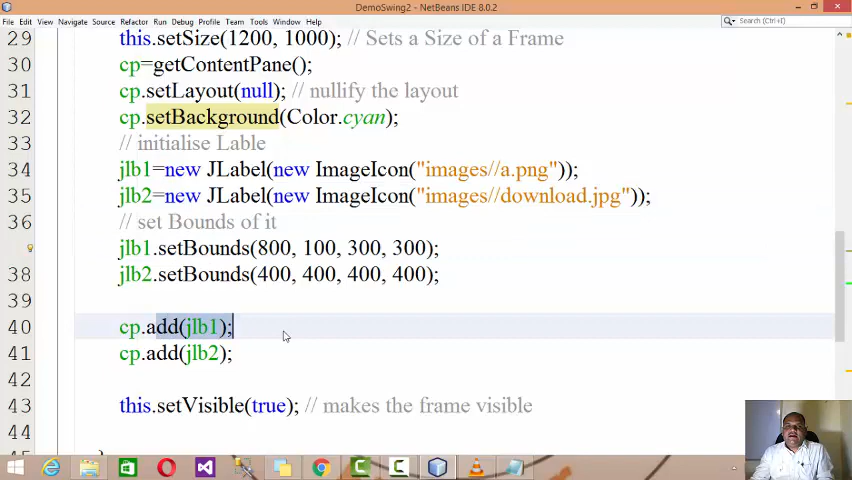 DemoSwing2 - NetBeans IDE 8.0.2
File Edit View Navigate Source Refactor Run Debug Profile Team Tools Window Help
Search (Ctrl+I)
29 this.setSize(1200, 1000); // Sets a Size of a Frame
30 cp=getContentPane();
31 cp.setLayout(null); // nullify the layout
32 cp.setBackground(Color.cyan);
33 // initialise Lable
34 jlb1=new JLabel(new ImageIcon("images//a.png"));
35 jlb2=new JLabel(new ImageIcon("images//download.jpg"));
36 // set Bounds of it
jlb1.setBounds(800, 100, 300, 300);
38 jlb2.setBounds(400, 400, 400, 400);
39
40 cp.add(jlb1);
41 cp.add(jlb2);
42
43 this.setVisible(true); // makes the frame visible
44